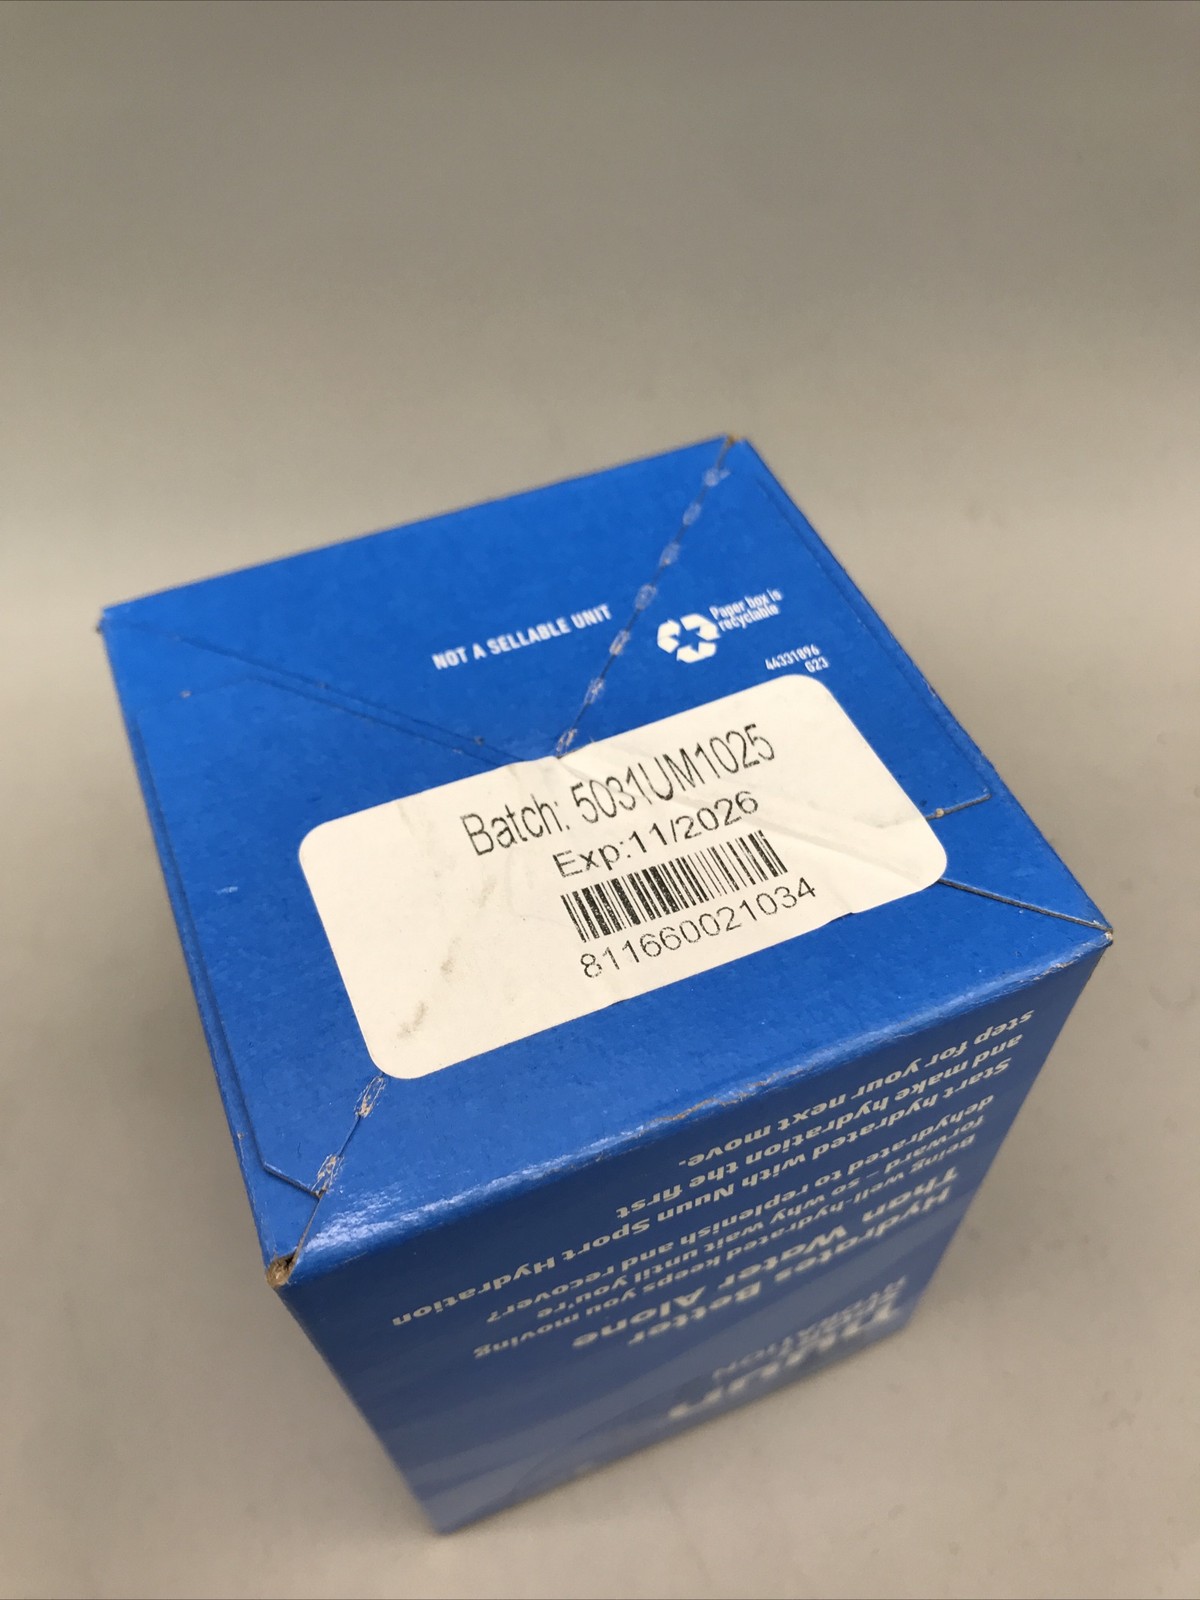 NOT A SELLABLE UNIT
Paper box is
recyclable
44331896
G23
Batch: 5031UM1025
Exp:11/2026
811660021034
nuun
HYDRATION
Hydrates Better
Than Water Alone
Being well-hydrated keeps you moving
forward – so why wait until you're
dehydrated to replenish and recover?
Start hydrated with Nuun Sport Hydration
and make hydration the first
step for your next move.